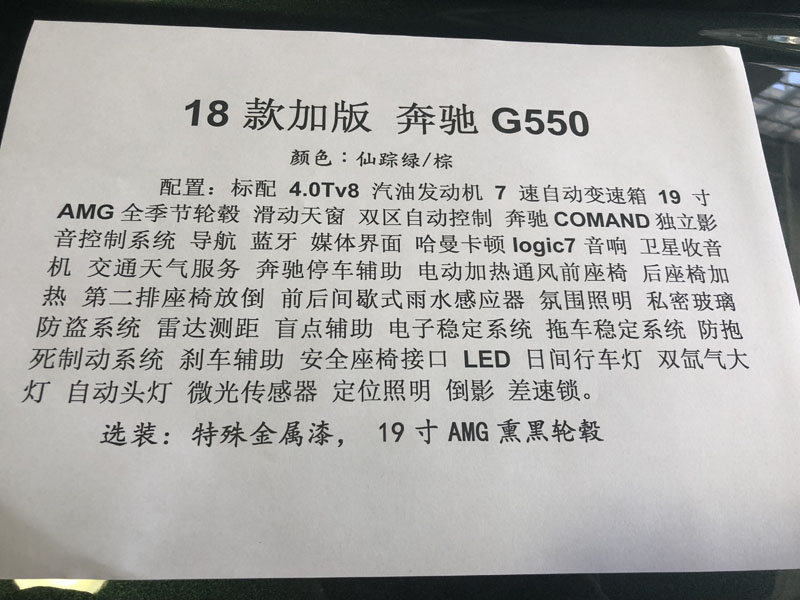 18 款加版 奔驰 G550
颜色：仙踪绿/棕
配置：标配 4.0Tv8 汽油发动机 7 速自动变速箱 19 寸
AMG 全季节轮毂 滑动天窗 双区自动控制 奔驰 COMAND 独立影
音控制系统 导航 蓝牙 媒体界面 哈曼卡顿 logic7 音响 卫星收音
机 交通天气服务 奔驰停车辅助 电动加热通风前座椅 后座椅加
热 第二排座椅放倒 前后间歇式雨水感应器 氛围照明 私密玻璃
防盗系统 雷达测距 盲点辅助 电子稳定系统 拖车稳定系统 防抱
死制动系统 刹车辅助 安全座椅接口 LED 日间行车灯 双氙气大
灯 自动头灯 微光传感器 定位照明 倒影 差速锁。
选装：特殊金属漆， 19 寸 AMG 熏黑轮毂